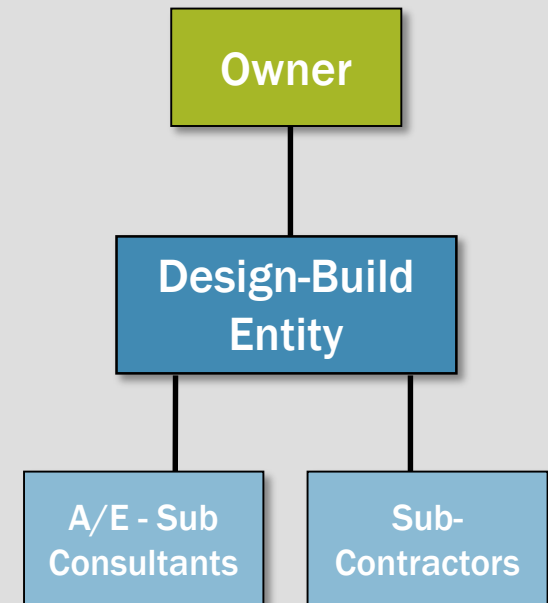 Owner
Design-Build
Entity
A/E - Sub
Consultants
Sub-
Contractors